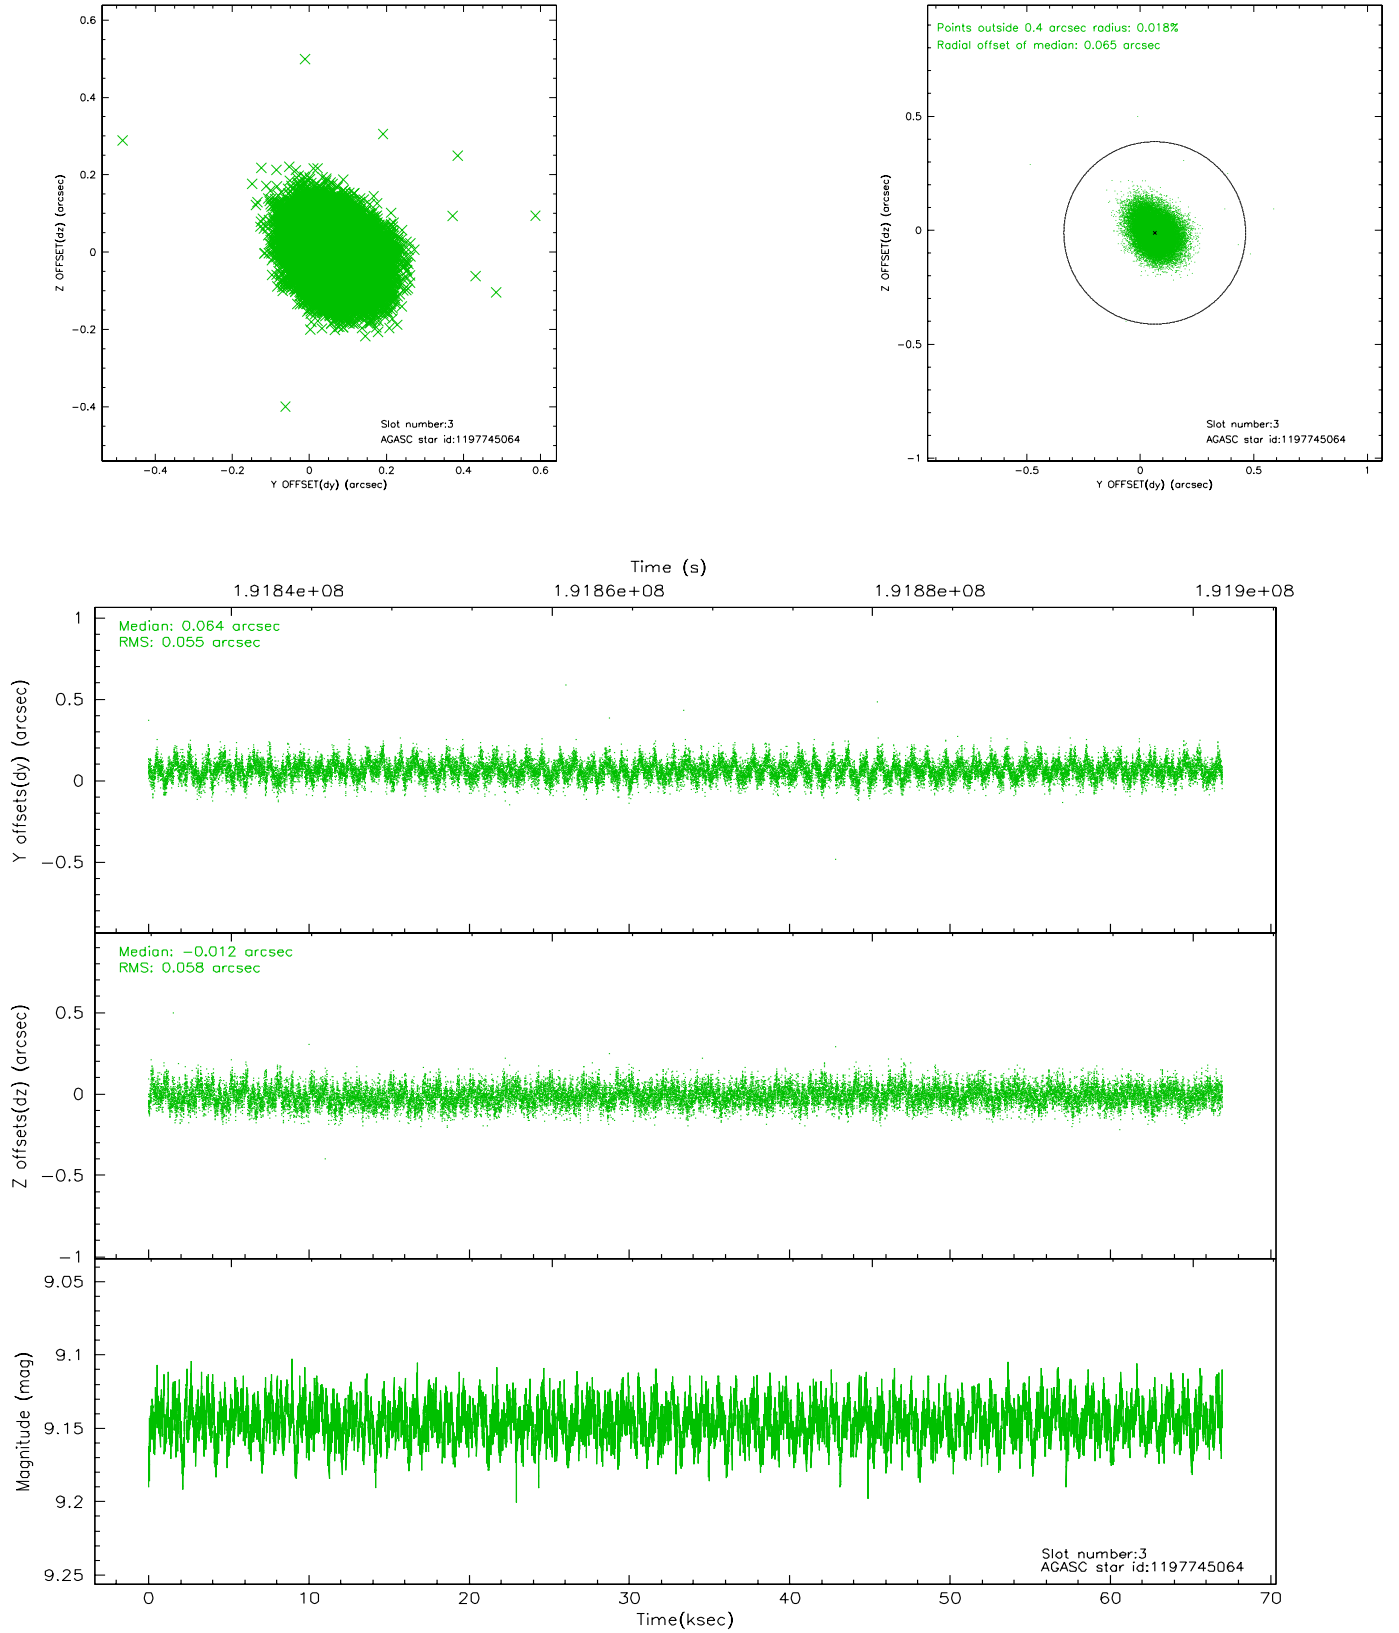 0.6
0.4
0.2
0
−0.2
−0.4
Z OFFSET(dz) (arcsec)
Slot number:3
AGASC star id:1197745064
−0.4 −0.2 0 0.2 0.4 0.6
Y OFFSET(dy) (arcsec)
Points outside 0.4 arcsec radius: 0.018%
Radial offset of median: 0.065 arcsec
0.5
0
−0.5
−1
Z OFFSET(dz) (arcsec)
Slot number:3
AGASC star id:1197745064
−0.5 0 0.5 1
Y OFFSET(dy) (arcsec)
Time (s)
1.9184e+08 1.9186e+08 1.9188e+08 1.919e+08
Median: 0.064 arcsec
RMS: 0.055 arcsec
1
0.5
0
−0.5
Y offsets(dy) (arcsec)
Median: −0.012 arcsec
RMS: 0.058 arcsec
0.5
0
−0.5
−1
Z offsets(dz) (arcsec)
9.05
9.1
9.15
9.2
9.25
Magnitude (mag)
Slot number:3
AGASC star id:1197745064
0 10 20 30 40 50 60 70
Time(ksec)